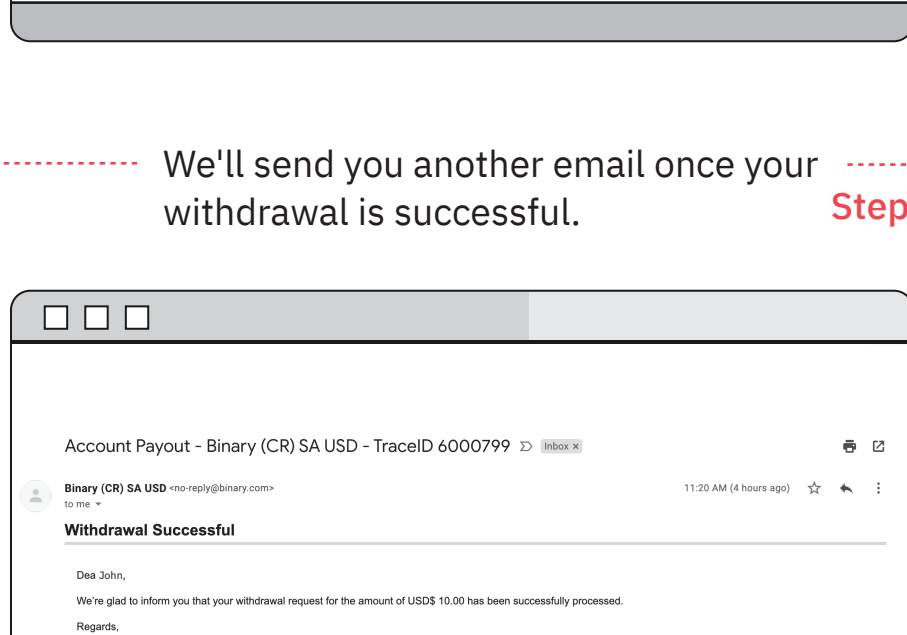 We'll send you another email once your
withdrawal is successful.
Step
Account Payout - Binary (CR) SA USD - TraceID 6000799 Inbox x
Binary (CR) SA USD <no-reply@binary.com> 11:20 AM (4 hours ago)
to me
Withdrawal Successful
Dea John,
We're glad to inform you that your withdrawal request for the amount of USD$ 10.00 has been successfully processed.
Regards,